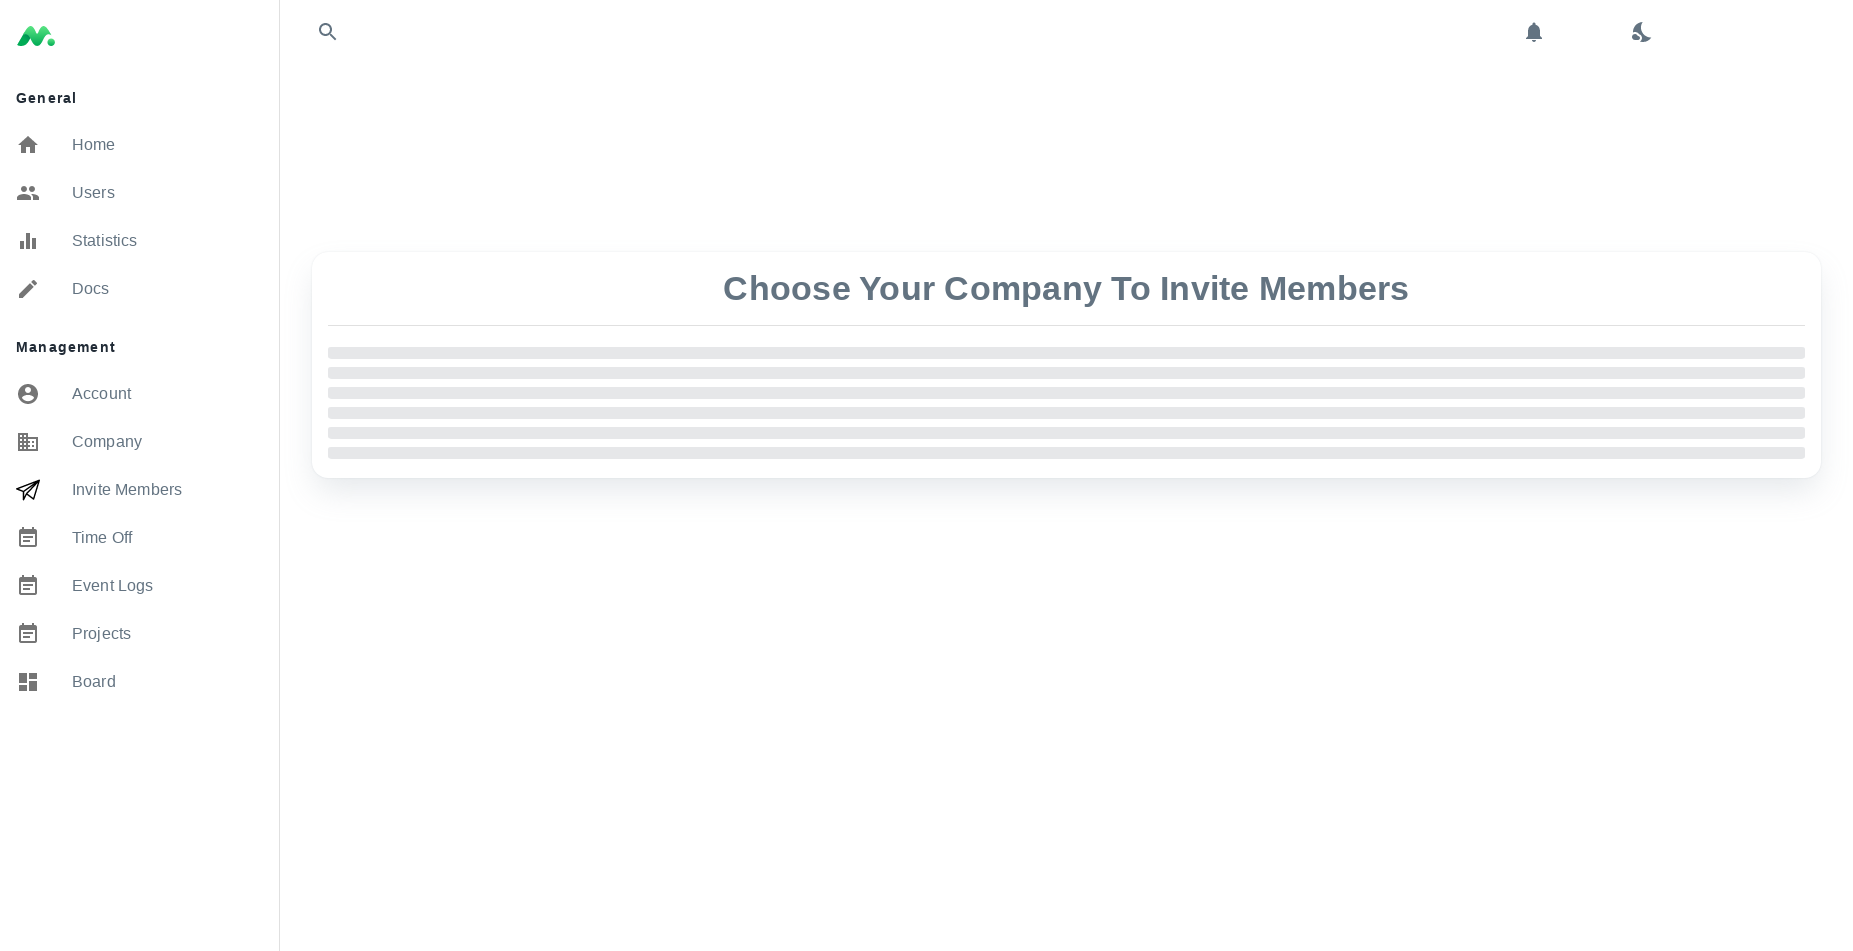 General
Home
Users
Statistics
Docs
Management
Account
Company
Invite Members
Time Off
Event Logs
Projects
Board
Choose Your Company To Invite Members